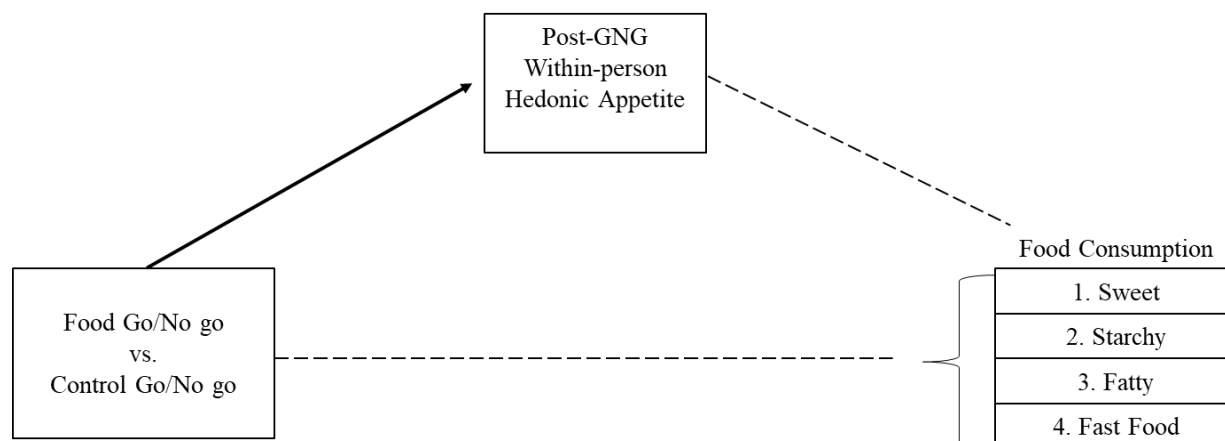 Post-GNG
Within-person
Hedonic Appetite
Food Consumption
Food Go/No go
vs.
Control Go/No go
1. Sweet
2. Starchy
3. Fatty
4. Fast Food